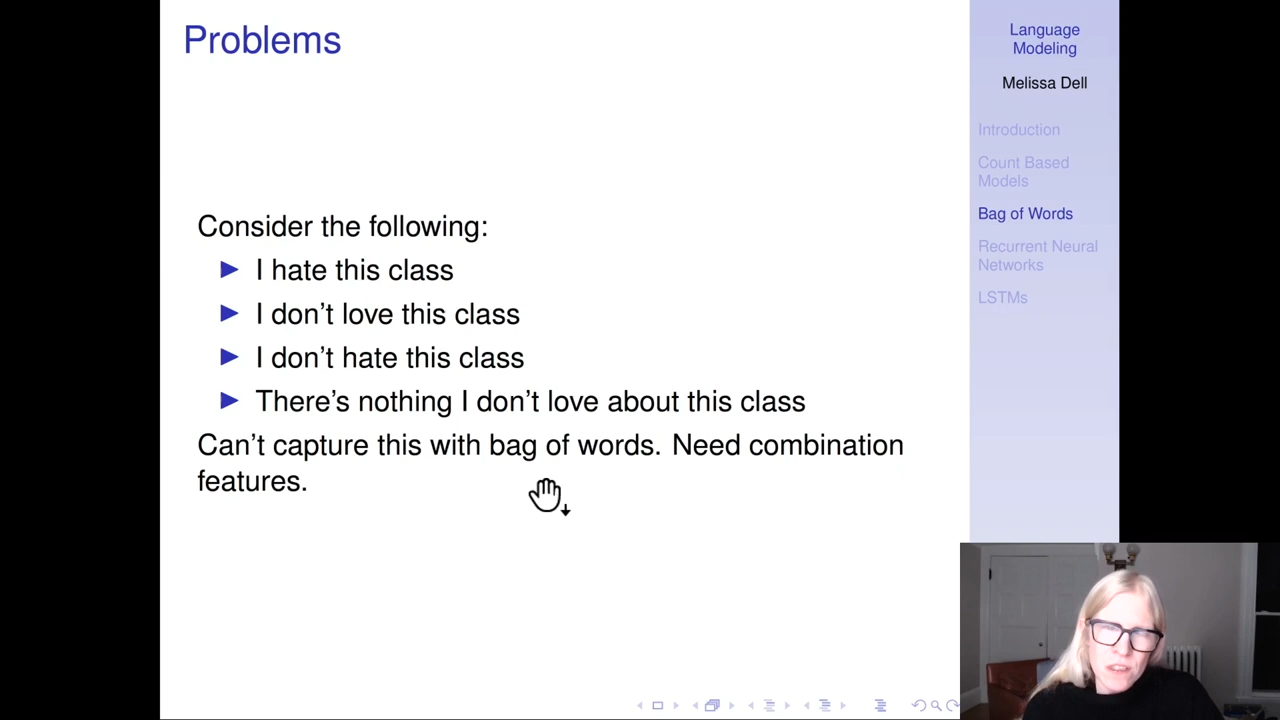 Problems
Consider the following:
I hate this class
I don't love this class
I don't hate this class
There's nothing I don't love about this class
Can't capture this with bag of words. Need combination
features.
Language
Modeling
Melissa Dell
Introduction
Count Based
Models
Bag of Words
Recurrent Neural
Networks
LSTMs